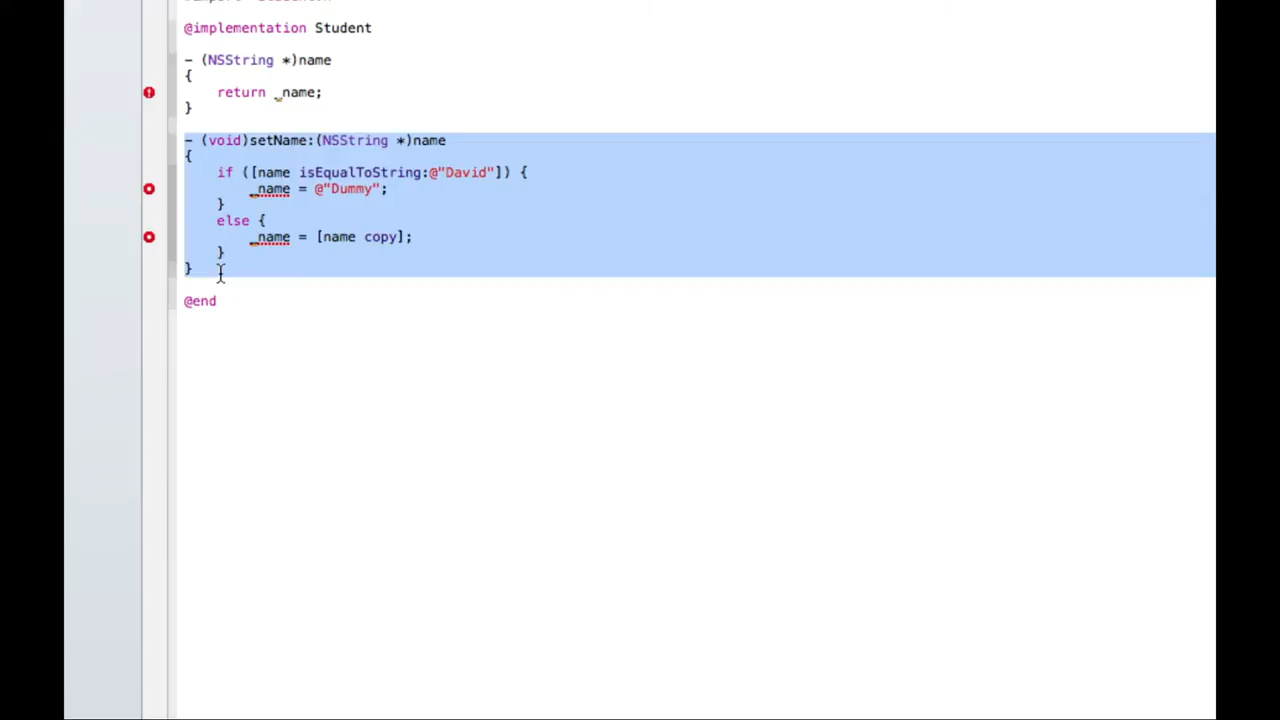 @implementation Student
- (NSString *)name
{
return _name;
}
- (void)setName:(NSString *)name
{
if ([name isEqualToString:@"David"]) {
_name = @"Dummy";
}
else {
_name = [name copy];
}
}
@end